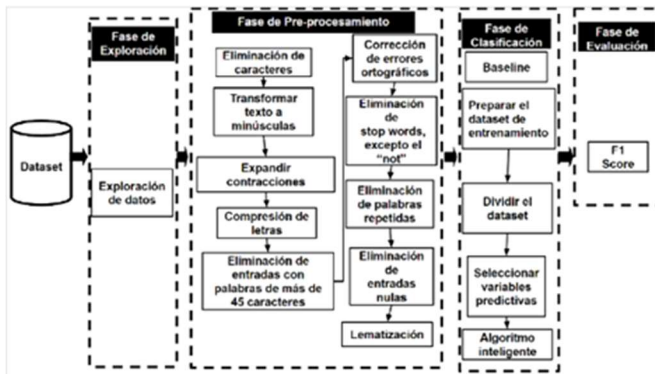 Dataset
Fase de
Exploración
Exploración
de datos
Fase de Pre-procesamiento
Eliminación de
caracteres
Transformar
texto a
minúsculas
Expandir
contracciones
Compresión de
letras
Eliminación de
entradas con
palabras de más de
45 caracteres
Corrección
de errores
ortográficos
Eliminación
de
stop words,
excepto el
“not”
Eliminación
de palabras
repetidas
Eliminación
de
entradas
nulas
Lematización
Fase de
Clasificación
Baseline
Preparar el
dataset de
entrenamiento
Dividir el
dataset
Seleccionar
variables
predictivas
Algoritmo
inteligente
Fase de
Evaluación
F1
Score